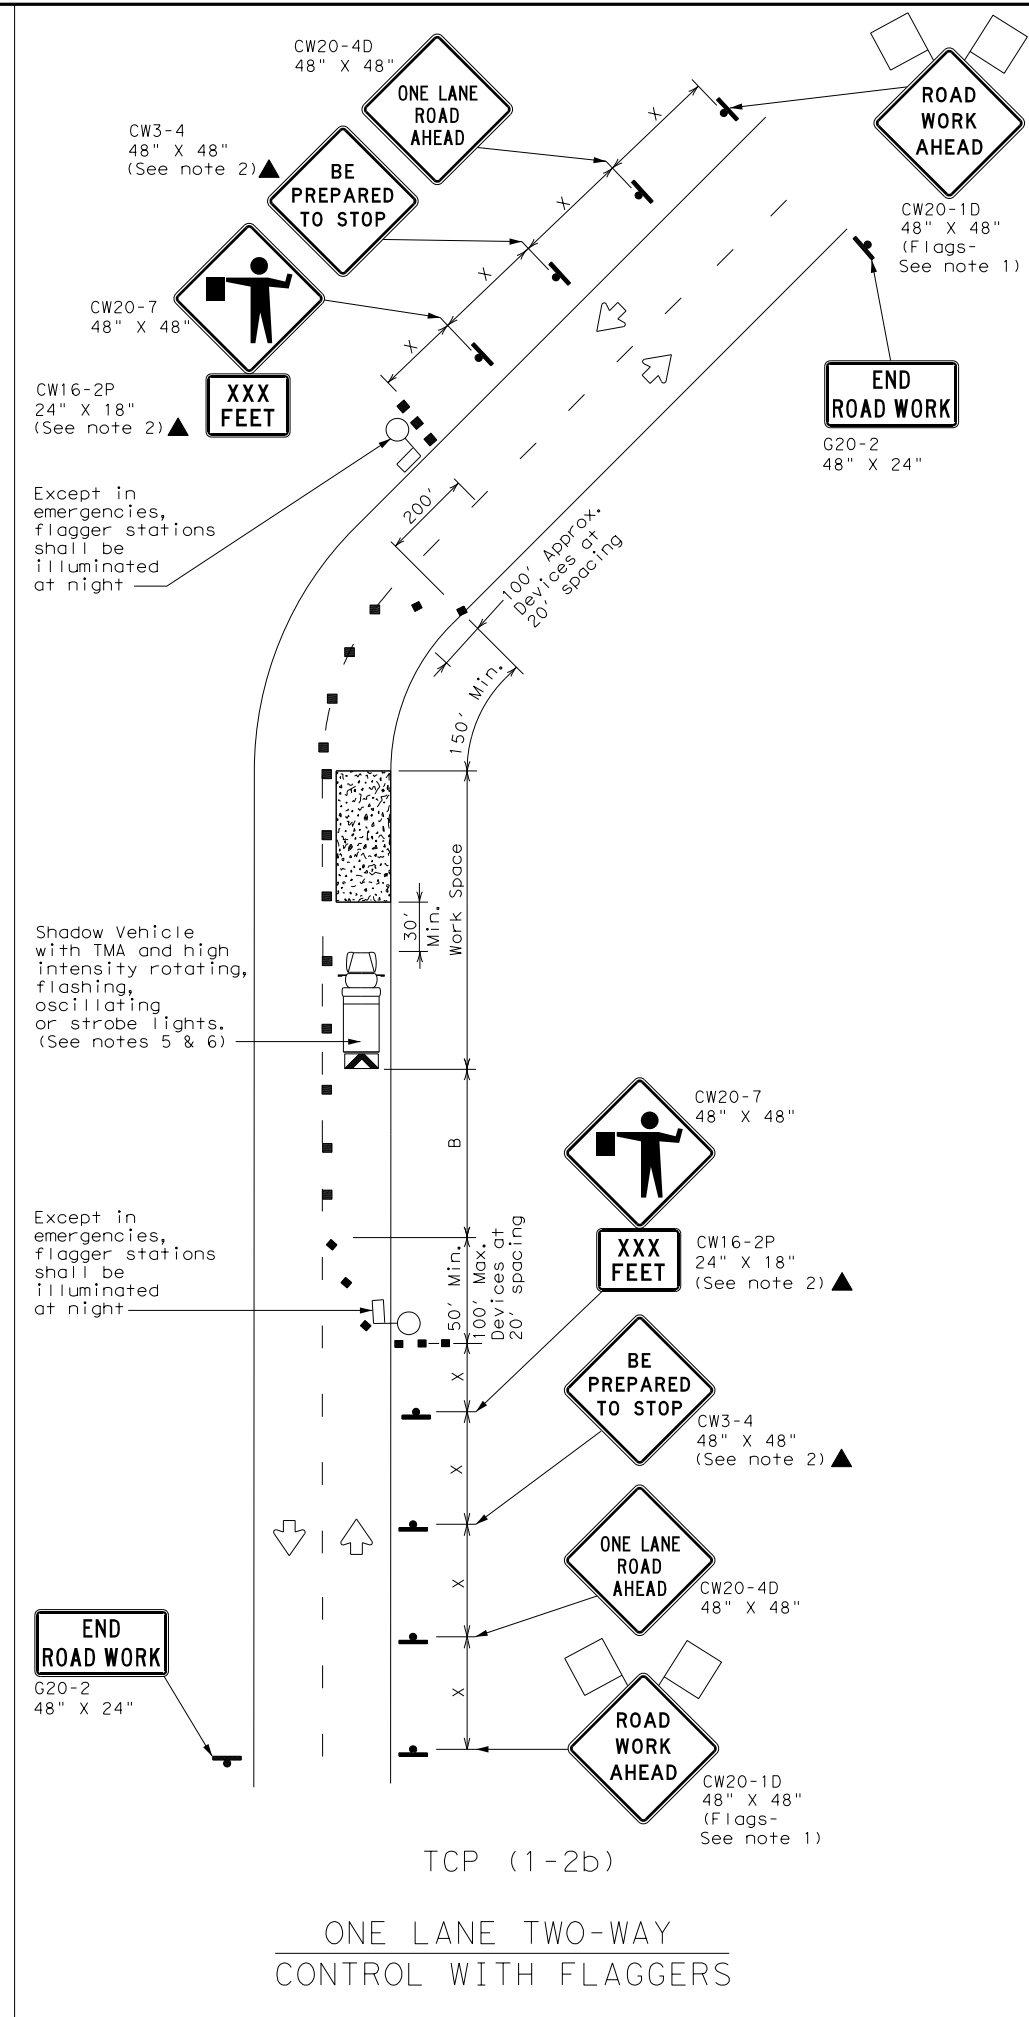 CW20-4D
48" X 48"
ONE LANE
ROAD
AHEAD
ROAD
WORK
AHEAD
CW20-1D
48" X 48"
(Flags-
See note 1)
CW3-4
48" X 48"
(See note 2)
BE
PREPARED
TO STOP
X
X
X
X
CW20-7
48" X 48"
CW16-2P
24" X 18"
(See note 2)
XXX
FEET
END
ROAD WORK
G20-2
48" X 24"
Except in
emergencies,
flagger stations
shall be
illuminated
at night
200'
100' Approx.
Devices at
20' spacing
150' Min.
Work Space
30'
Min.
Shadow Vehicle
with TMA and high
intensity rotating,
flashing,
oscillating
or strobe lights.
(See notes 5 & 6)
B
CW20-7
48" X 48"
XXX
FEET
CW16-2P
24" X 18"
(See note 2)
Except in
emergencies,
flagger stations
shall be
illuminated
at night
50' Min.
100' Max.
Devices at
20' spacing
X
X
X
X
BE
PREPARED
TO STOP
CW3-4
48" X 48"
(See note 2)
ONE LANE
ROAD
AHEAD
CW20-4D
48" X 48"
END
ROAD WORK
G20-2
48" X 24"
ROAD
WORK
AHEAD
CW20-1D
48" X 48"
(Flags-
See note 1)
TCP (1-2b)
ONE LANE TWO-WAY
CONTROL WITH FLAGGERS